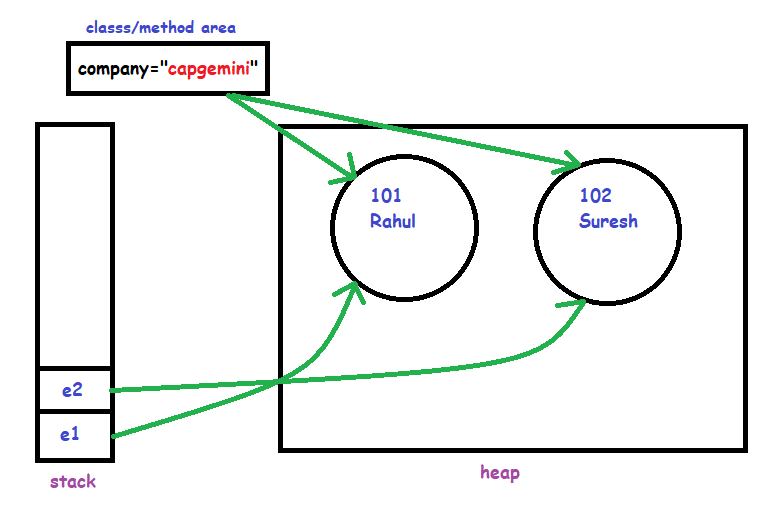 classs/method area
company="capgemini"
101
Rahul
102
Suresh
e2
e1
stack
heap